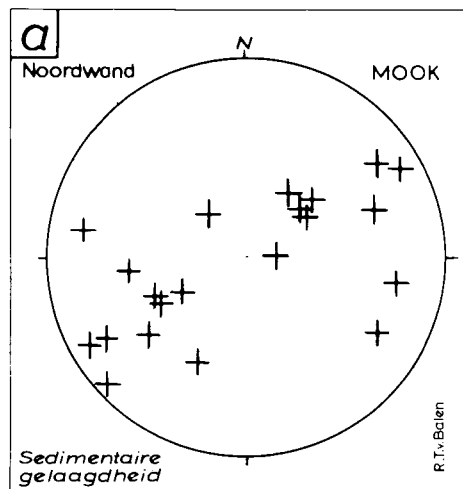 a
N
Noordwand
MOOK
Sedimentaire
gelaagdheid
R.T.v.Balen